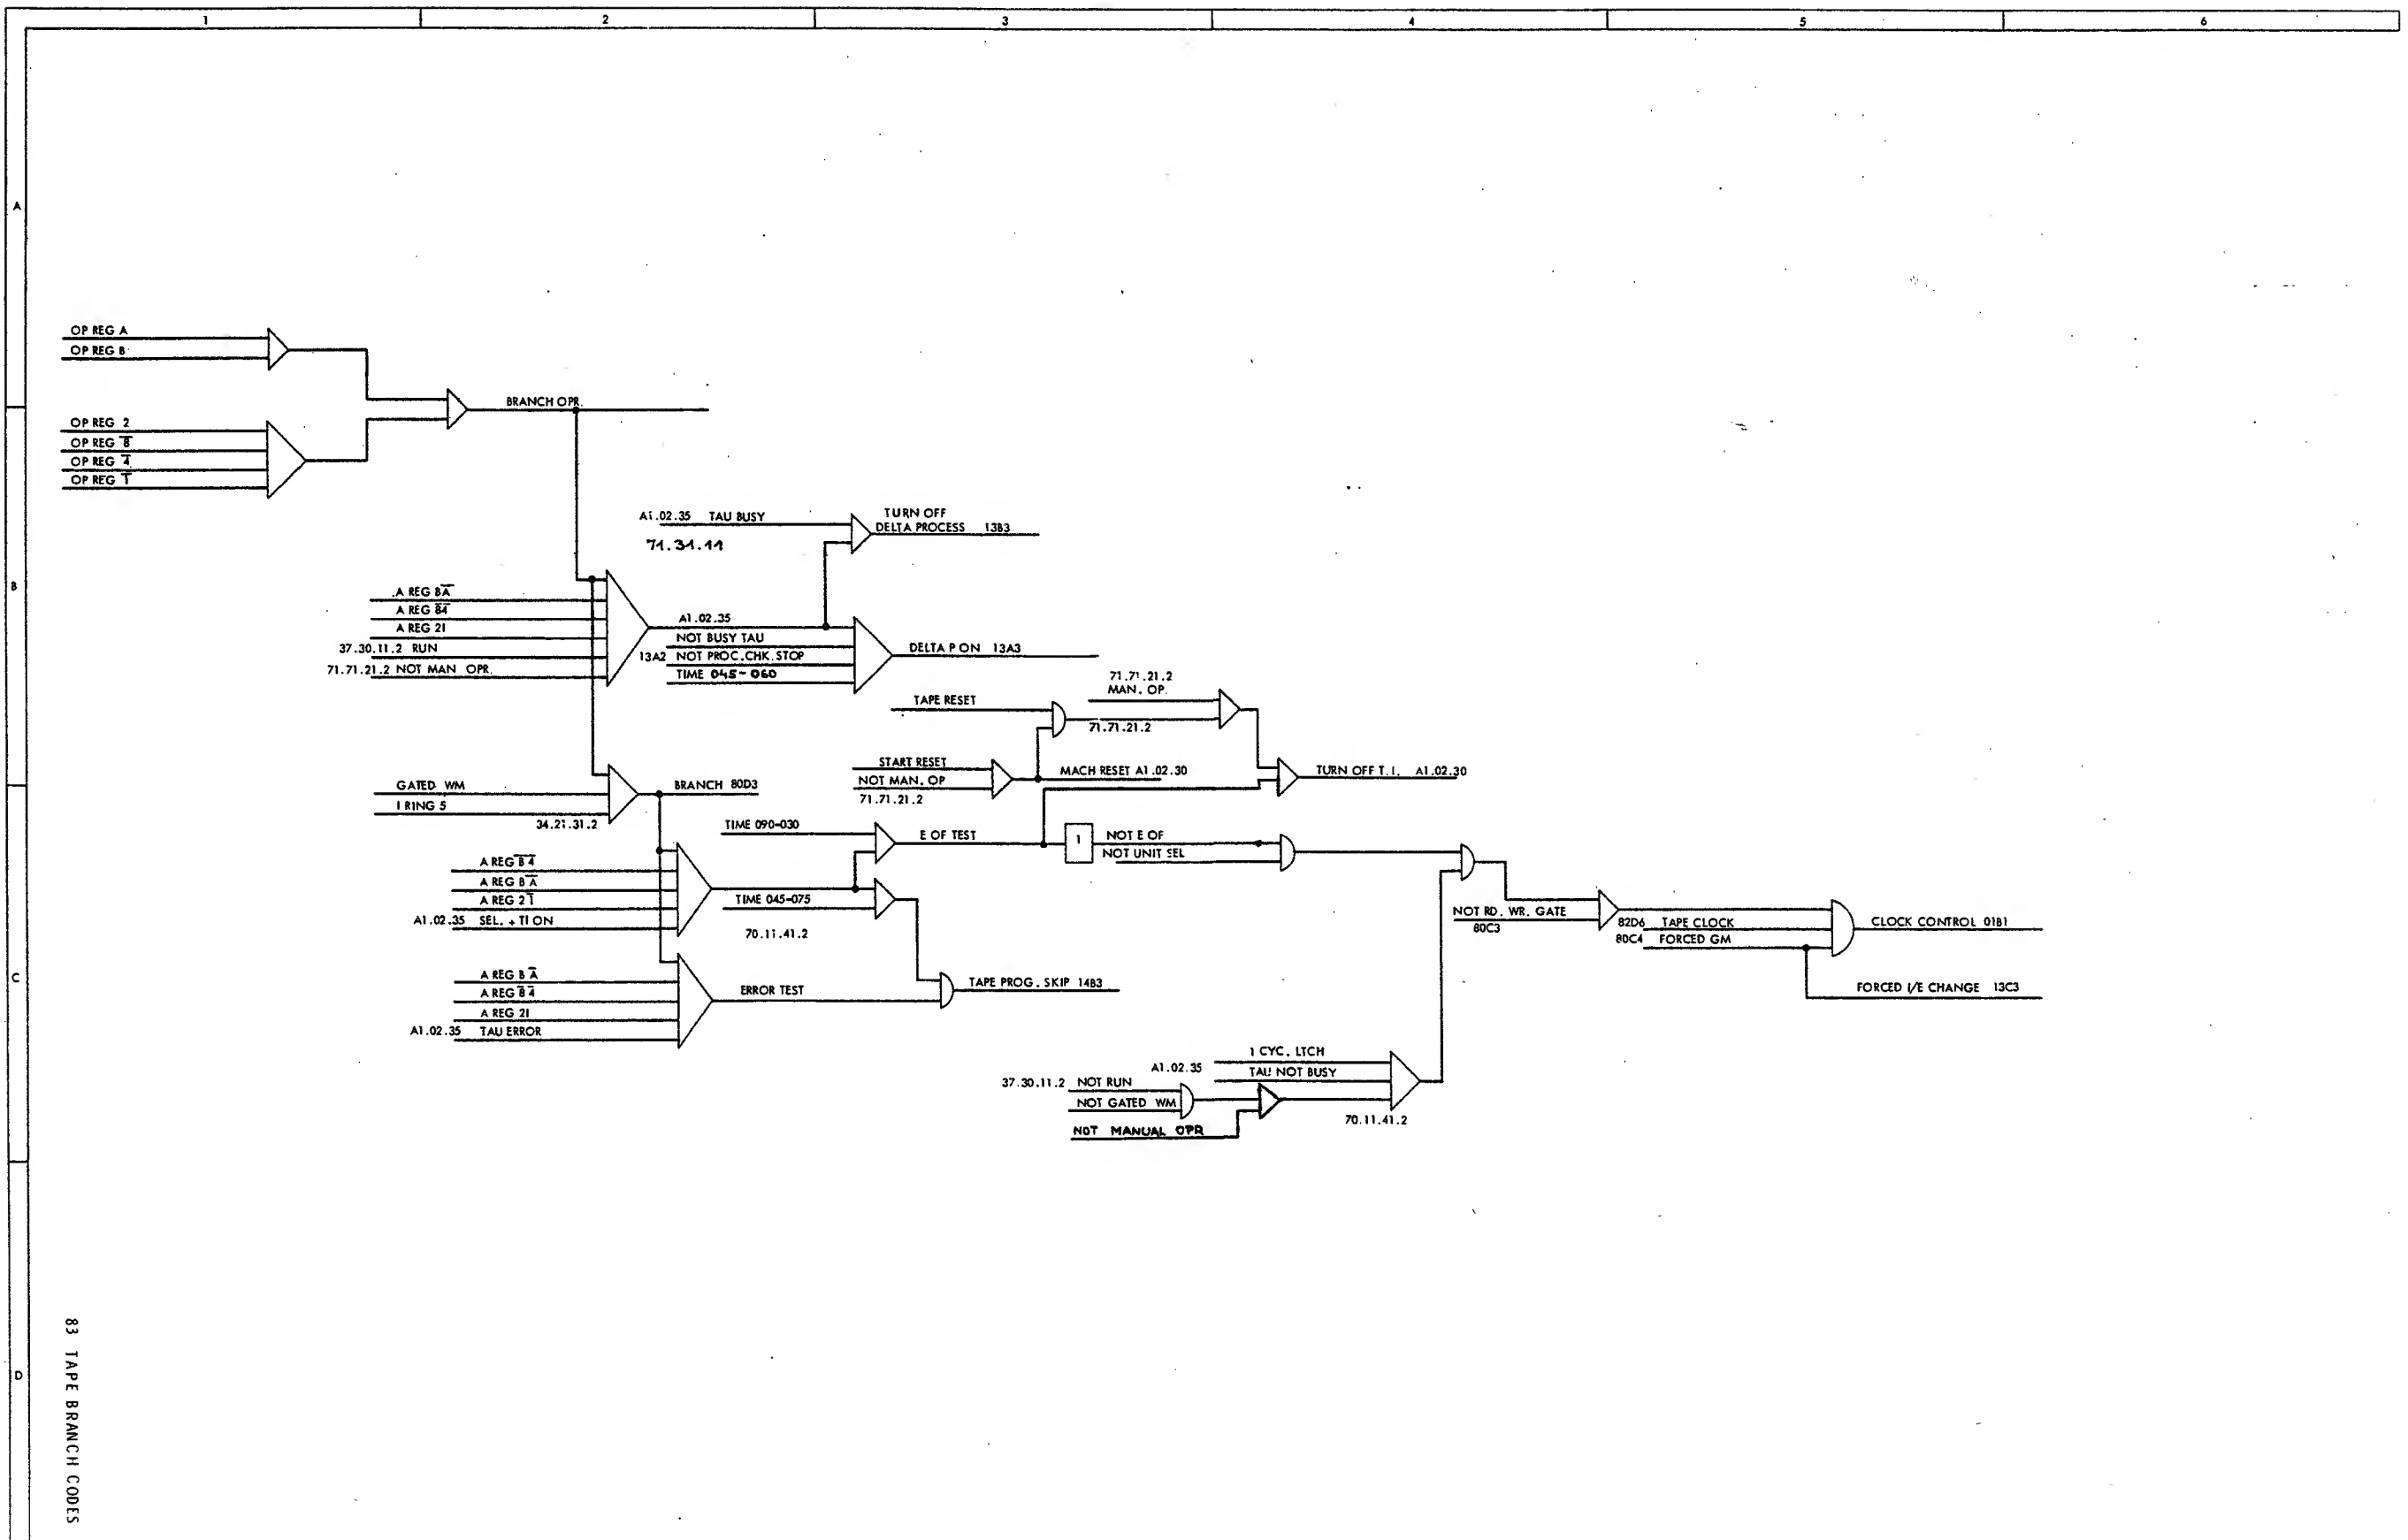 1 2 3 4 5 6
A
OP REG A
OP REG B
BRANCH OPR.
OP REG 2
OP REG 8̅
OP REG 4̅
OP REG 1̅
A1.02.35 TAU BUSY
71.31.11
TURN OFF
DELTA PROCESS 13B3
B
A REG BA̅
A REG 8̅4̅
A REG 21
37.30.11.2 RUN
71.71.21.2 NOT MAN OPR.
A1.02.35
NOT BUSY TAU
13A2 NOT PROC.CHK.STOP
TIME 045-060
DELTA P ON 13A3
TAPE RESET
71.71.21.2
MAN. OP.
71.71.21.2
START RESET
NOT MAN. OP
71.71.21.2
MACH RESET A1.02.30
TURN OFF T.I. A1.02.30
GATED WM
I RING 5
34.21.31.2
BRANCH 80D3
TIME 090-030
E OF TEST
1
NOT E OF
NOT UNIT SEL
A REG 8̅4̅
A REG BA̅
A REG 21̅
A1.02.35 SEL. + TI ON
TIME 045-075
70.11.41.2
NOT RD. WR. GATE
80C3
82D6 TAPE CLOCK
80C4 FORCED GM
CLOCK CONTROL 01B1
C
A REG BA̅
A REG 8̅4̅
A REG 21
A1.02.35 TAU ERROR
ERROR TEST
TAPE PROG. SKIP 14B3
FORCED I/E CHANGE 13C3
1 CYC. LTCH
A1.02.35
TAU NOT BUSY
37.30.11.2 NOT RUN
NOT GATED WM
NOT MANUAL OPR
70.11.41.2
D
83 TAPE BRANCH CODES